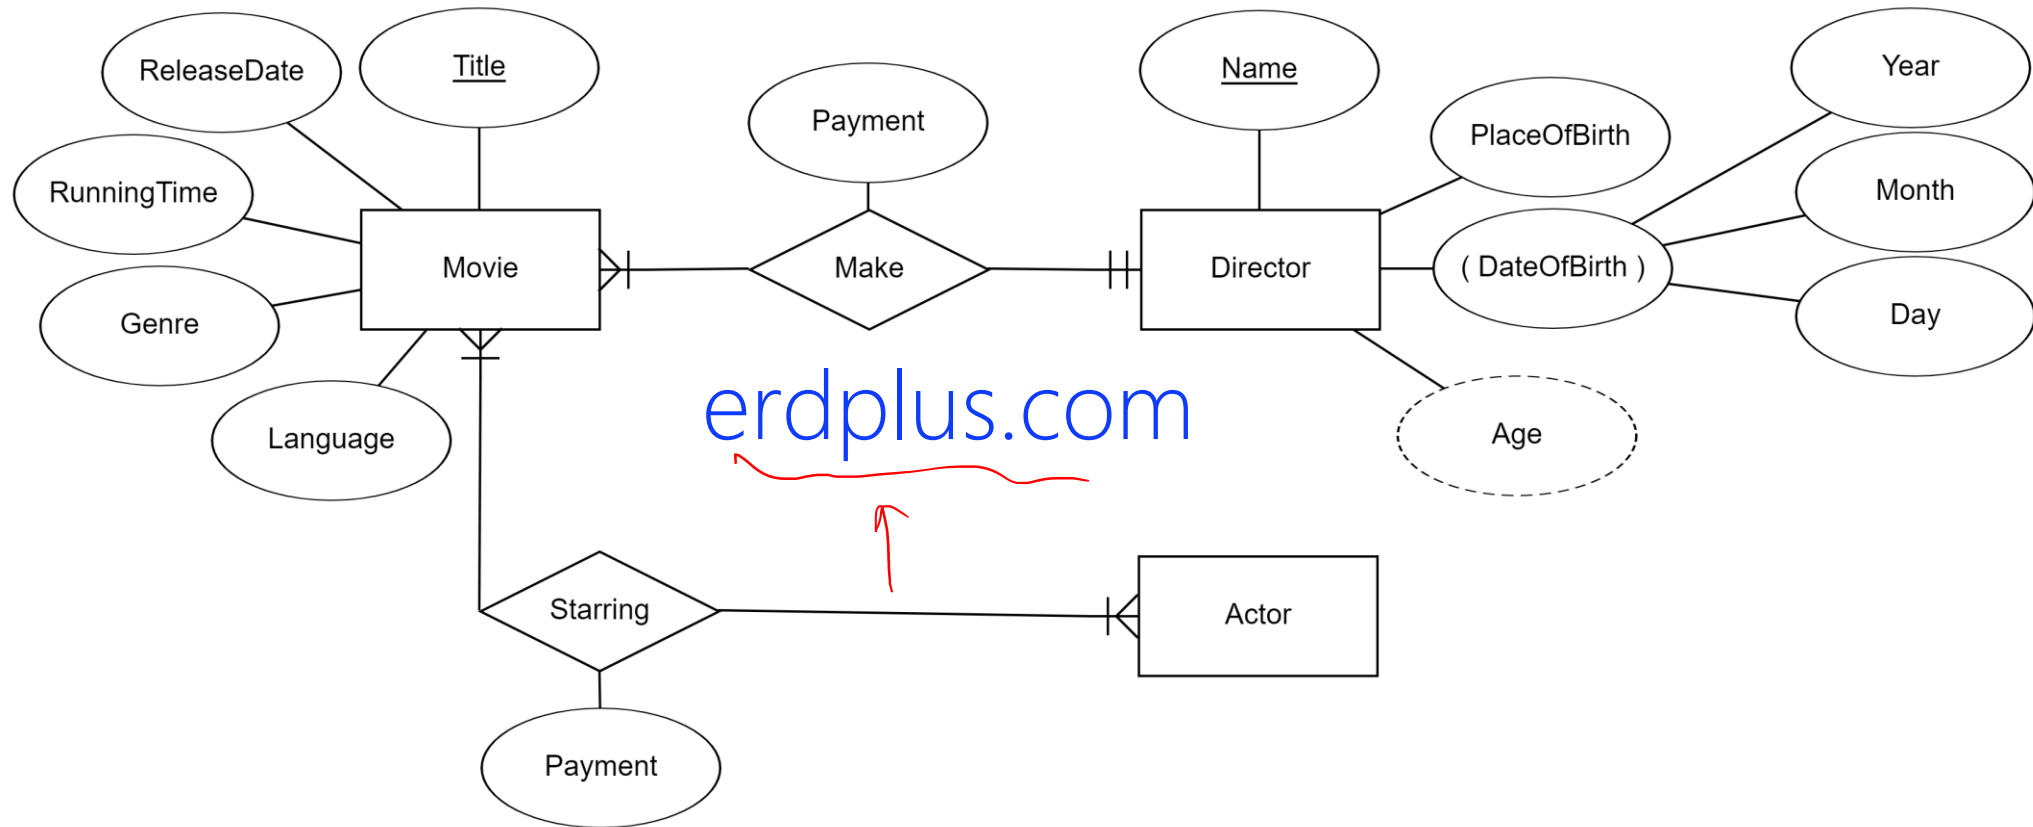 ReleaseDate
Title
Name
Year
Payment
PlaceOfBirth
RunningTime
Month
Movie
Make
Director
( DateOfBirth )
Genre
Day
Language
erdplus.com
Age
Starring
Actor
Payment